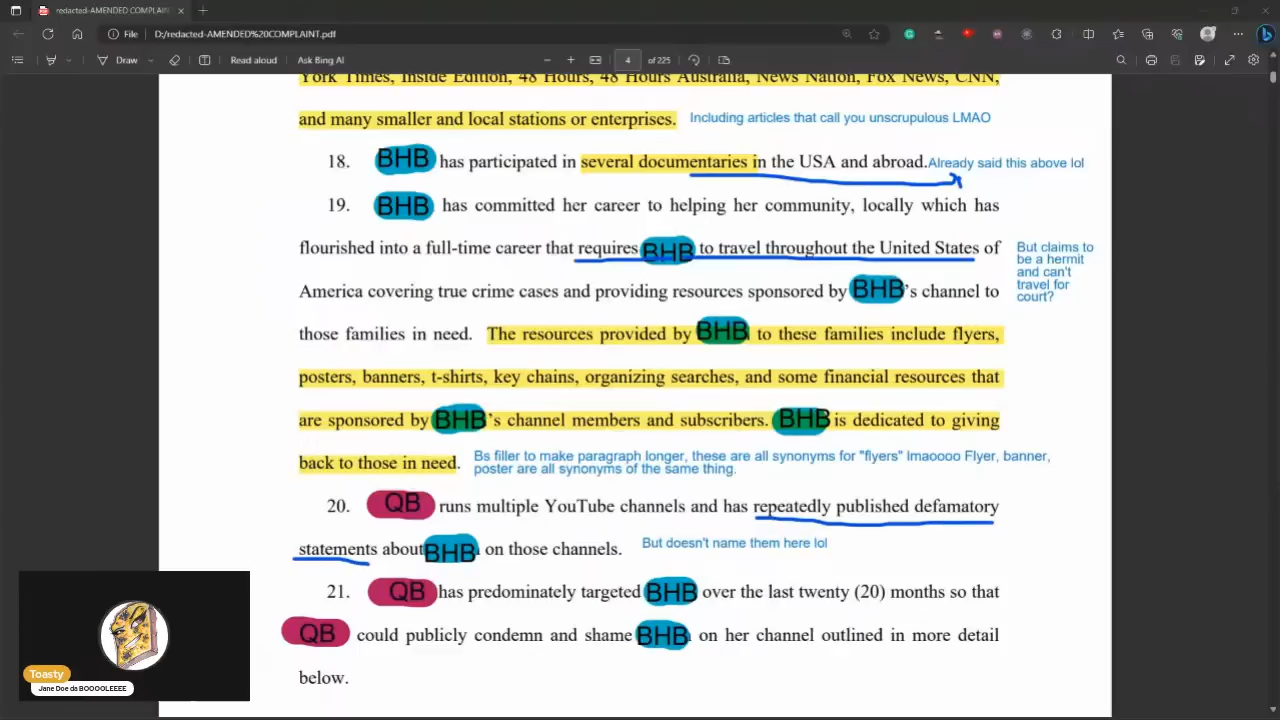 redacted-AMENDED COMPLAIN
File D:/redacted-AMENDED%20COMPLAINT.pdf
Draw Read aloud Ask Bing AI 4 of 225
York Times, Inside Edition, 48 Hours, 48 Hours Australia, News Nation, Fox News, CNN,
and many smaller and local stations or enterprises. Including articles that call you unscrupulous LMAO
18. BHB has participated in several documentaries in the USA and abroad. Already said this above lol
19. BHB has committed her career to helping her community, locally which has
flourished into a full-time career that requires BHB to travel throughout the United States of
But claims to
be a hermit
and can't
travel for
court?
America covering true crime cases and providing resources sponsored by BHB's channel to
those families in need. The resources provided by BHB to these families include flyers,
posters, banners, t-shirts, key chains, organizing searches, and some financial resources that
are sponsored by BHB's channel members and subscribers. BHB is dedicated to giving
back to those in need. Bs filler to make paragraph longer, these are all synonyms for "flyers" lmaoooo Flyer, banner,
poster are all synonyms of the same thing.
20. QB runs multiple YouTube channels and has repeatedly published defamatory
statements about BHB on those channels. But doesn't name them here lol
21. QB has predominately targeted BHB over the last twenty (20) months so that
QB could publicly condemn and shame BHB on her channel outlined in more detail
below.
Toasty
Jane Doe da BOOOOLEEEE